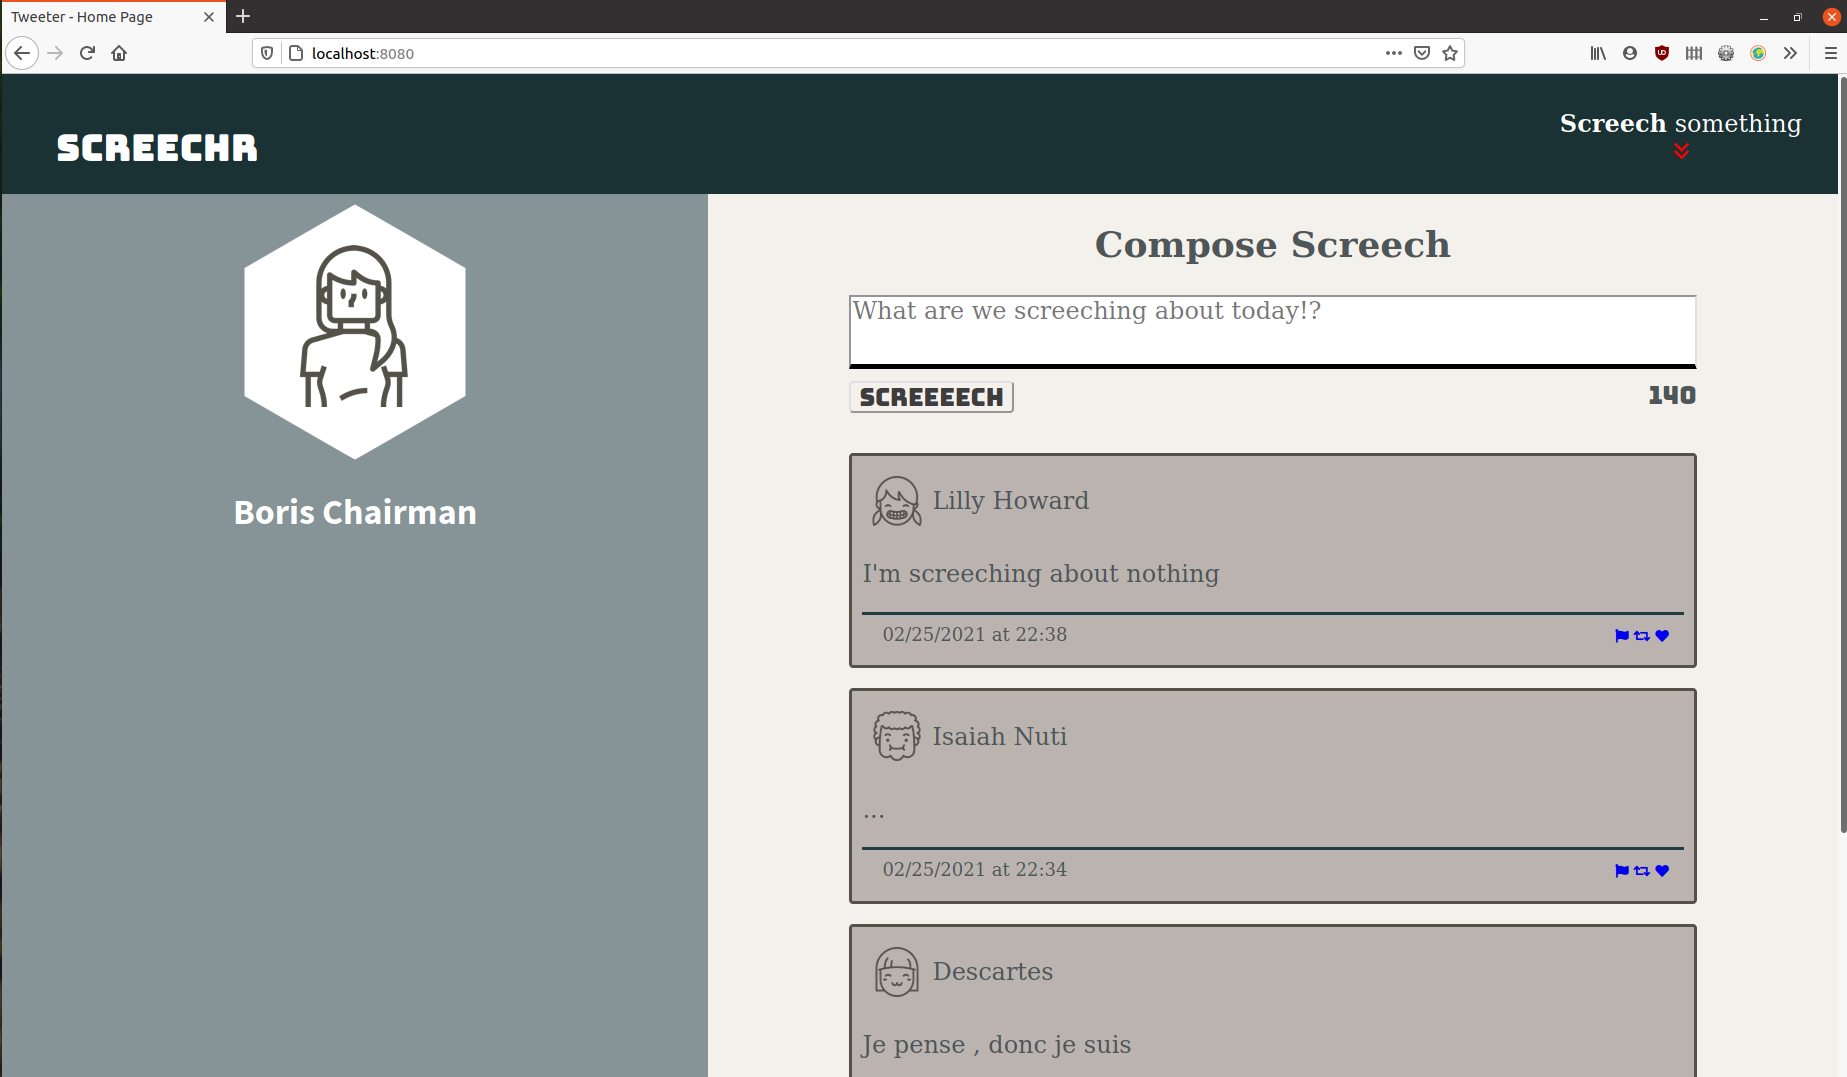 Tweeter - Home Page
localhost:8080
SCREECHR
Screech something
Boris Chairman
Compose Screech
What are we screeching about today!?
SCREEEECH
140
Lilly Howard
I'm screeching about nothing
02/25/2021 at 22:38
Isaiah Nuti
...
02/25/2021 at 22:34
Descartes
Je pense , donc je suis